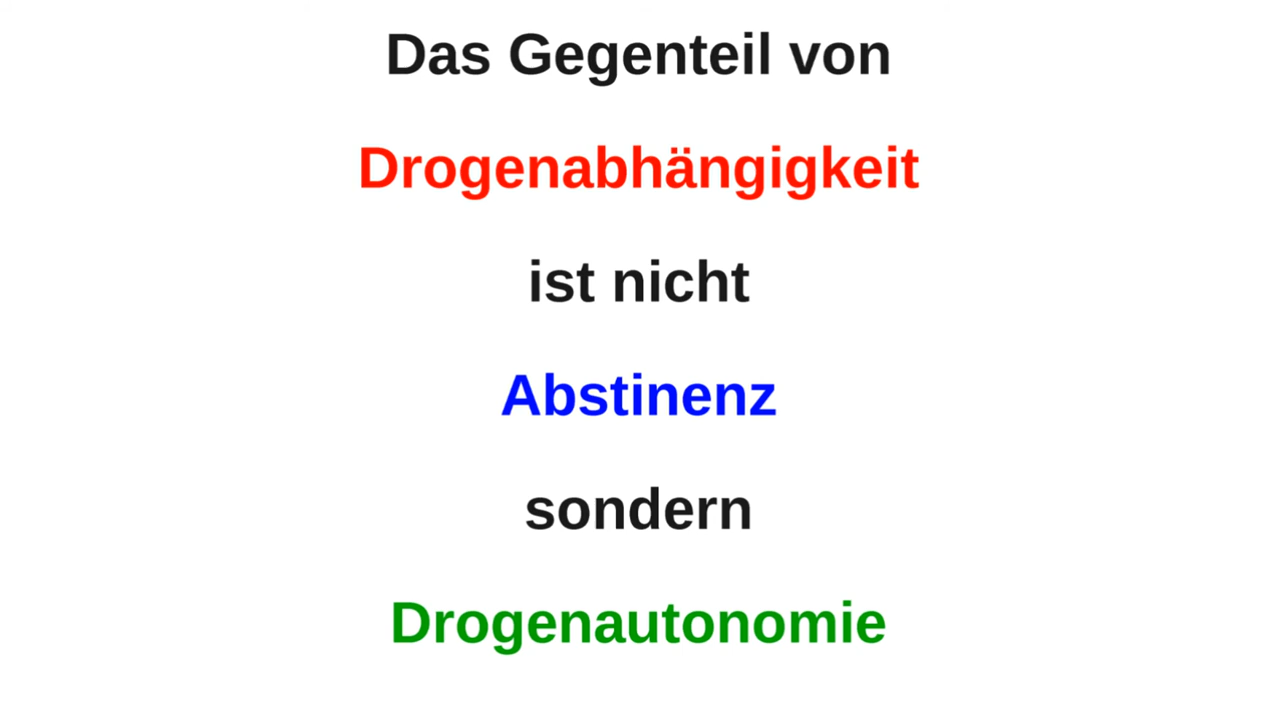 Das Gegenteil von
Drogenabhängigkeit
ist nicht
Abstinenz
sondern
Drogenautonomie